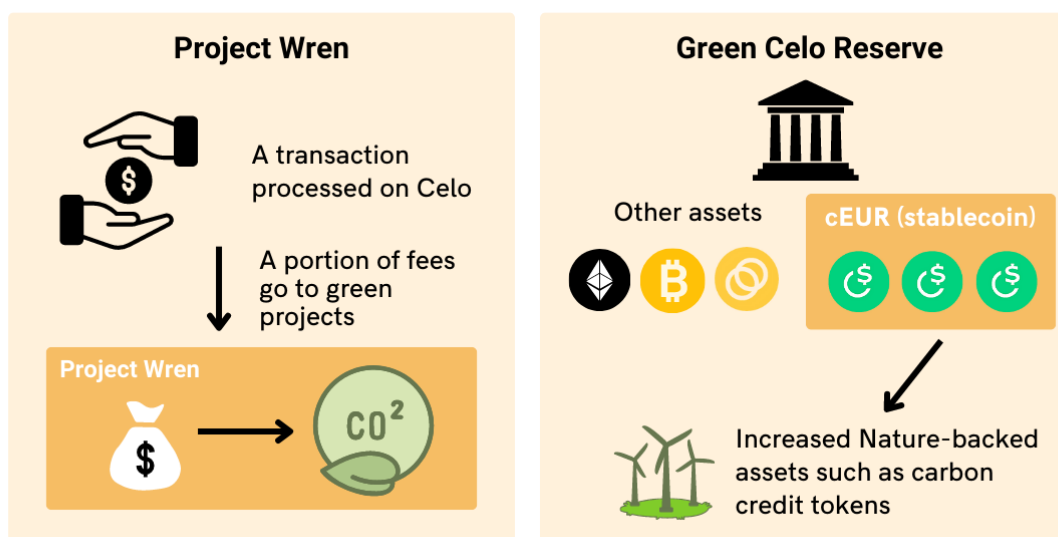 Project Wren
$
A transaction
processed on Celo
A portion of fees
go to green
projects
Project Wren
$
CO²
Green Celo Reserve
Other assets
cEUR (stablecoin)
$ $ $
Increased Nature-backed
assets such as carbon
credit tokens